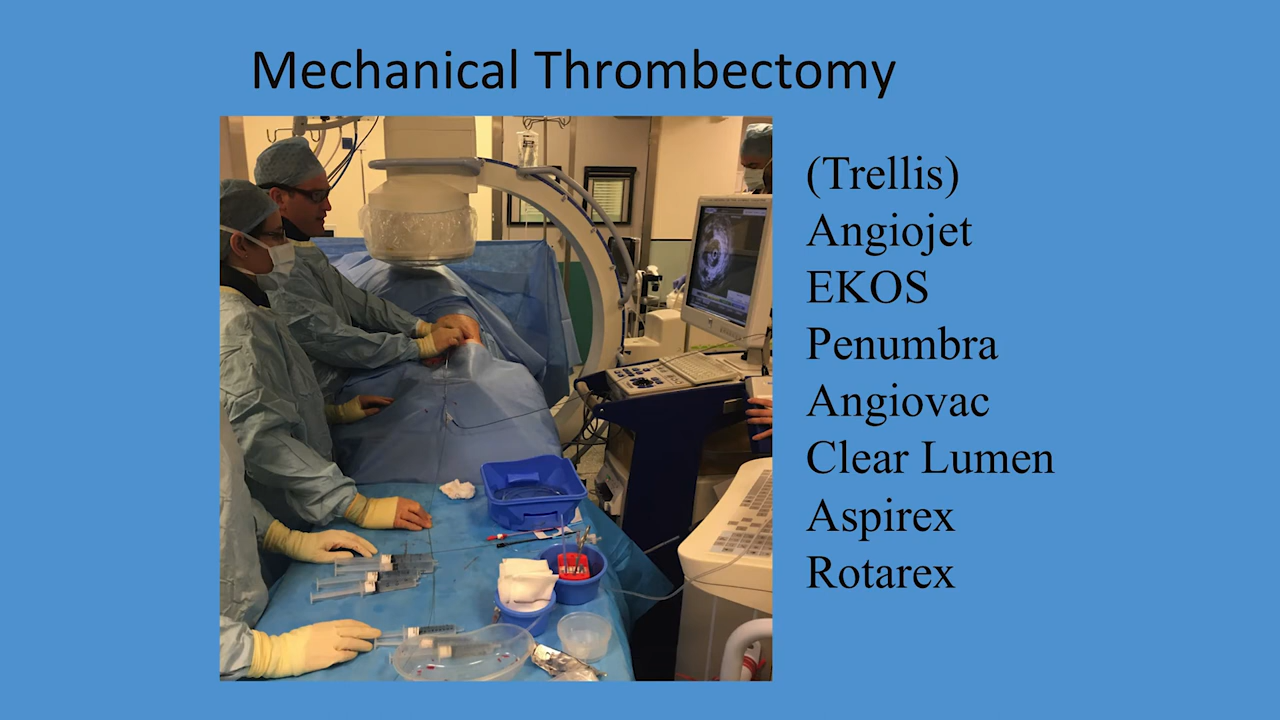 Mechanical Thrombectomy
(Trellis)
Angiojet
EKOS
Penumbra
Angiovac
Clear Lumen
Aspirex
Rotarex